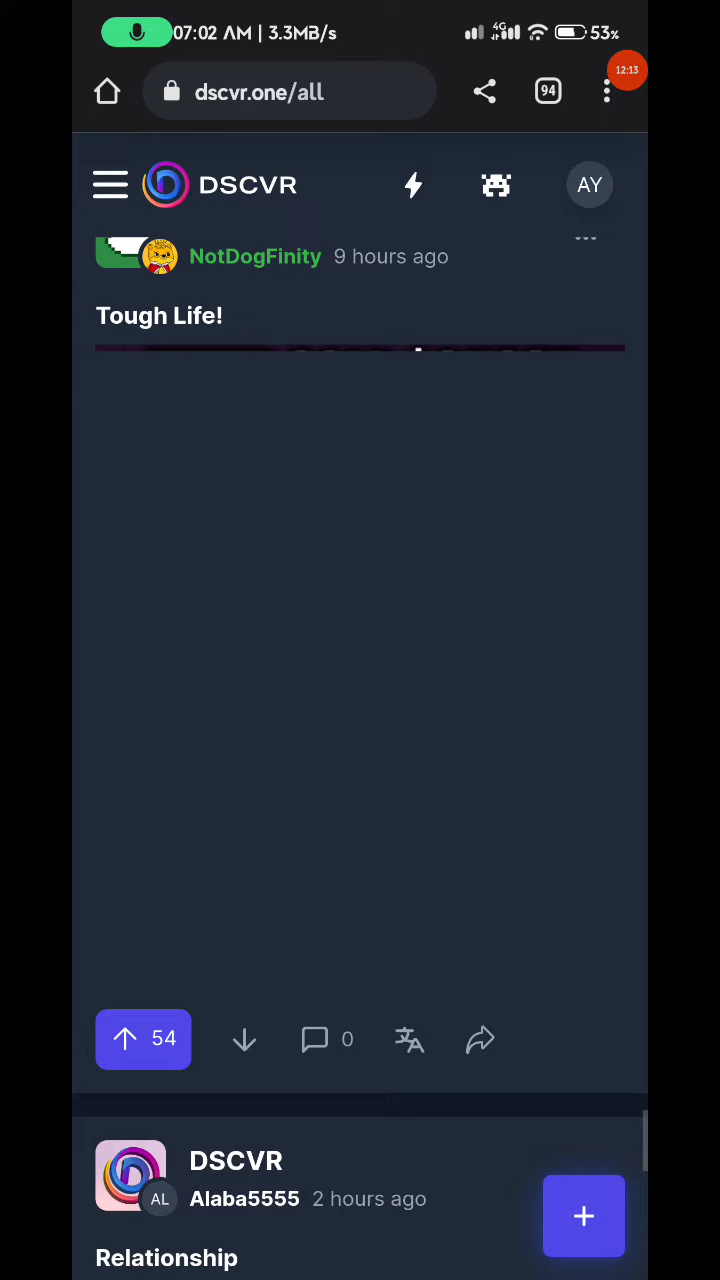 07:02 AM | 3.3MB/s
4G
53%
12:13
dscvr.one/all
94
DSCVR
AY
NotDogFinity 9 hours ago
Tough Life!
54
0
DSCVR
AL
Alaba5555 2 hours ago
Relationship